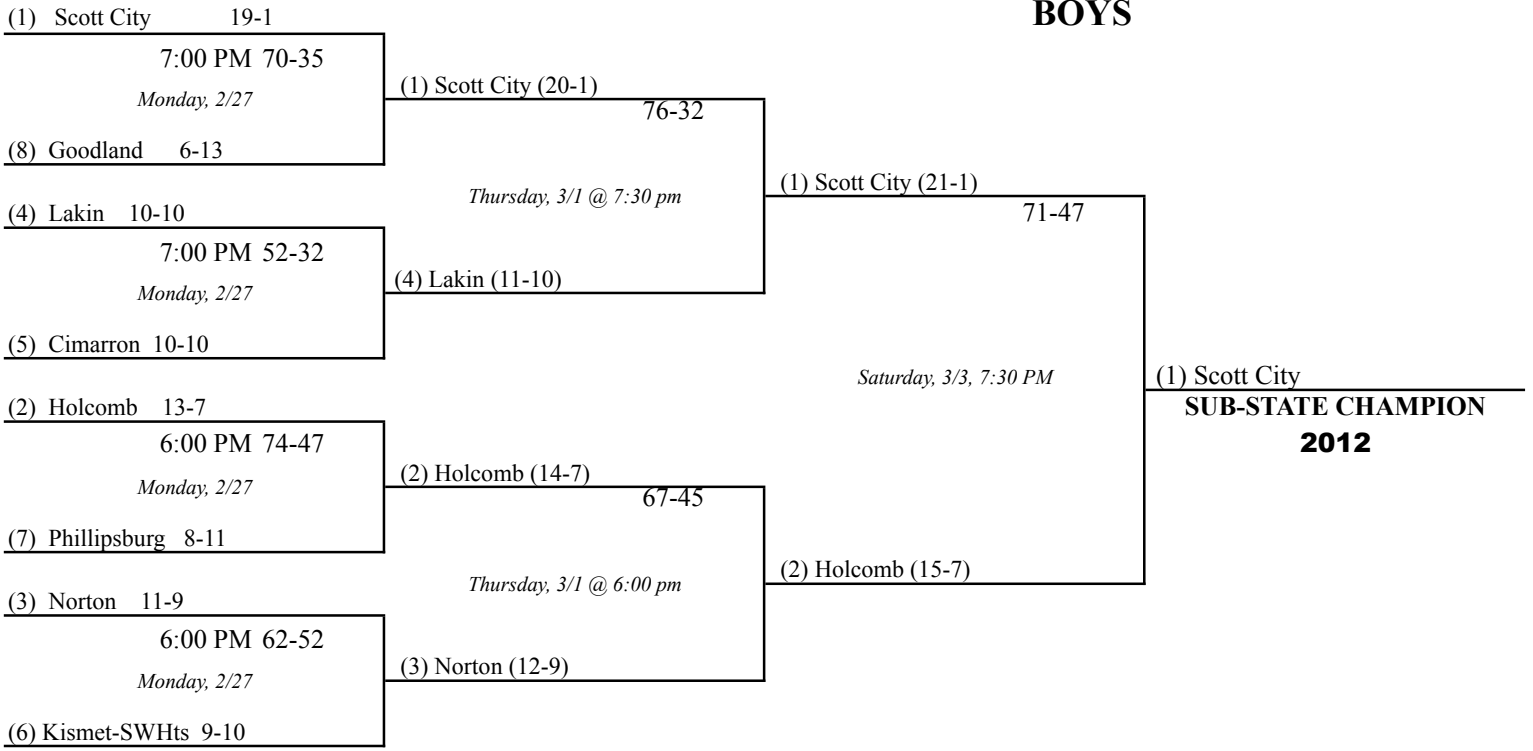 BOYS
(1) Scott City 19-1
7:00 PM 70-35
Monday, 2/27
(8) Goodland 6-13
(4) Lakin 10-10
7:00 PM 52-32
Monday, 2/27
(5) Cimarron 10-10
(2) Holcomb 13-7
6:00 PM 74-47
Monday, 2/27
(7) Phillipsburg 8-11
(3) Norton 11-9
6:00 PM 62-52
Monday, 2/27
(6) Kismet-SWHts 9-10
(1) Scott City (20-1)
76-32
Thursday, 3/1 @ 7:30 pm
(4) Lakin (11-10)
(2) Holcomb (14-7)
67-45
Thursday, 3/1 @ 6:00 pm
(3) Norton (12-9)
(1) Scott City (21-1)
71-47
Saturday, 3/3, 7:30 PM
(2) Holcomb (15-7)
(1) Scott City
SUB-STATE CHAMPION
2012